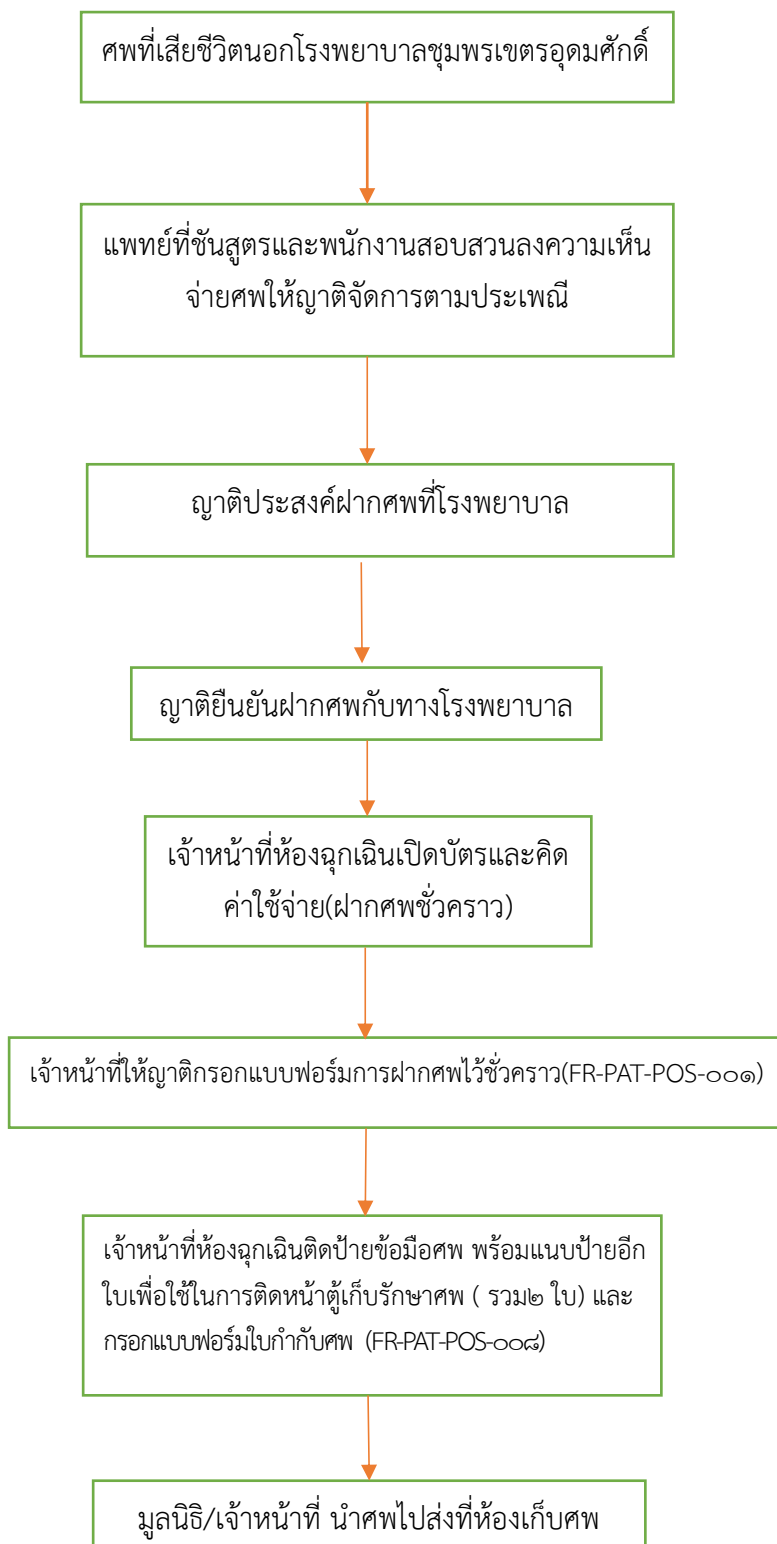 ศพที่เสียชีวิตนอกโรงพยาบาลชุมพรเขตรอุดมศักดิ์
แพทย์ที่ชันสูตรและพนักงานสอบสวนลงความเห็น
จ่ายศพให้ญาติจัดการตามประเพณี
ญาติประสงค์ฝากศพที่โรงพยาบาล
ญาติยืนยันฝากศพกับทางโรงพยาบาล
เจ้าหน้าที่ห้องฉุกเฉินเปิดบัตรและคิด
ค่าใช้จ่าย(ฝากศพชั่วคราว)
เจ้าหน้าที่ให้ญาติกรอกแบบฟอร์มการฝากศพไว้ชั่วคราว(FR-PAT-POS-๐๐๑)
เจ้าหน้าที่ห้องฉุกเฉินติดป้ายข้อมือศพ พร้อมแนบป้ายอีก
ใบเพื่อใช้ในการติดหน้าตู้เก็บรักษาศพ ( รวม๒ ใบ) และ
กรอกแบบฟอร์มใบกำกับศพ (FR-PAT-POS-๐๐๘)
มูลนิธิ/เจ้าหน้าที่ นำศพไปส่งที่ห้องเก็บศพ